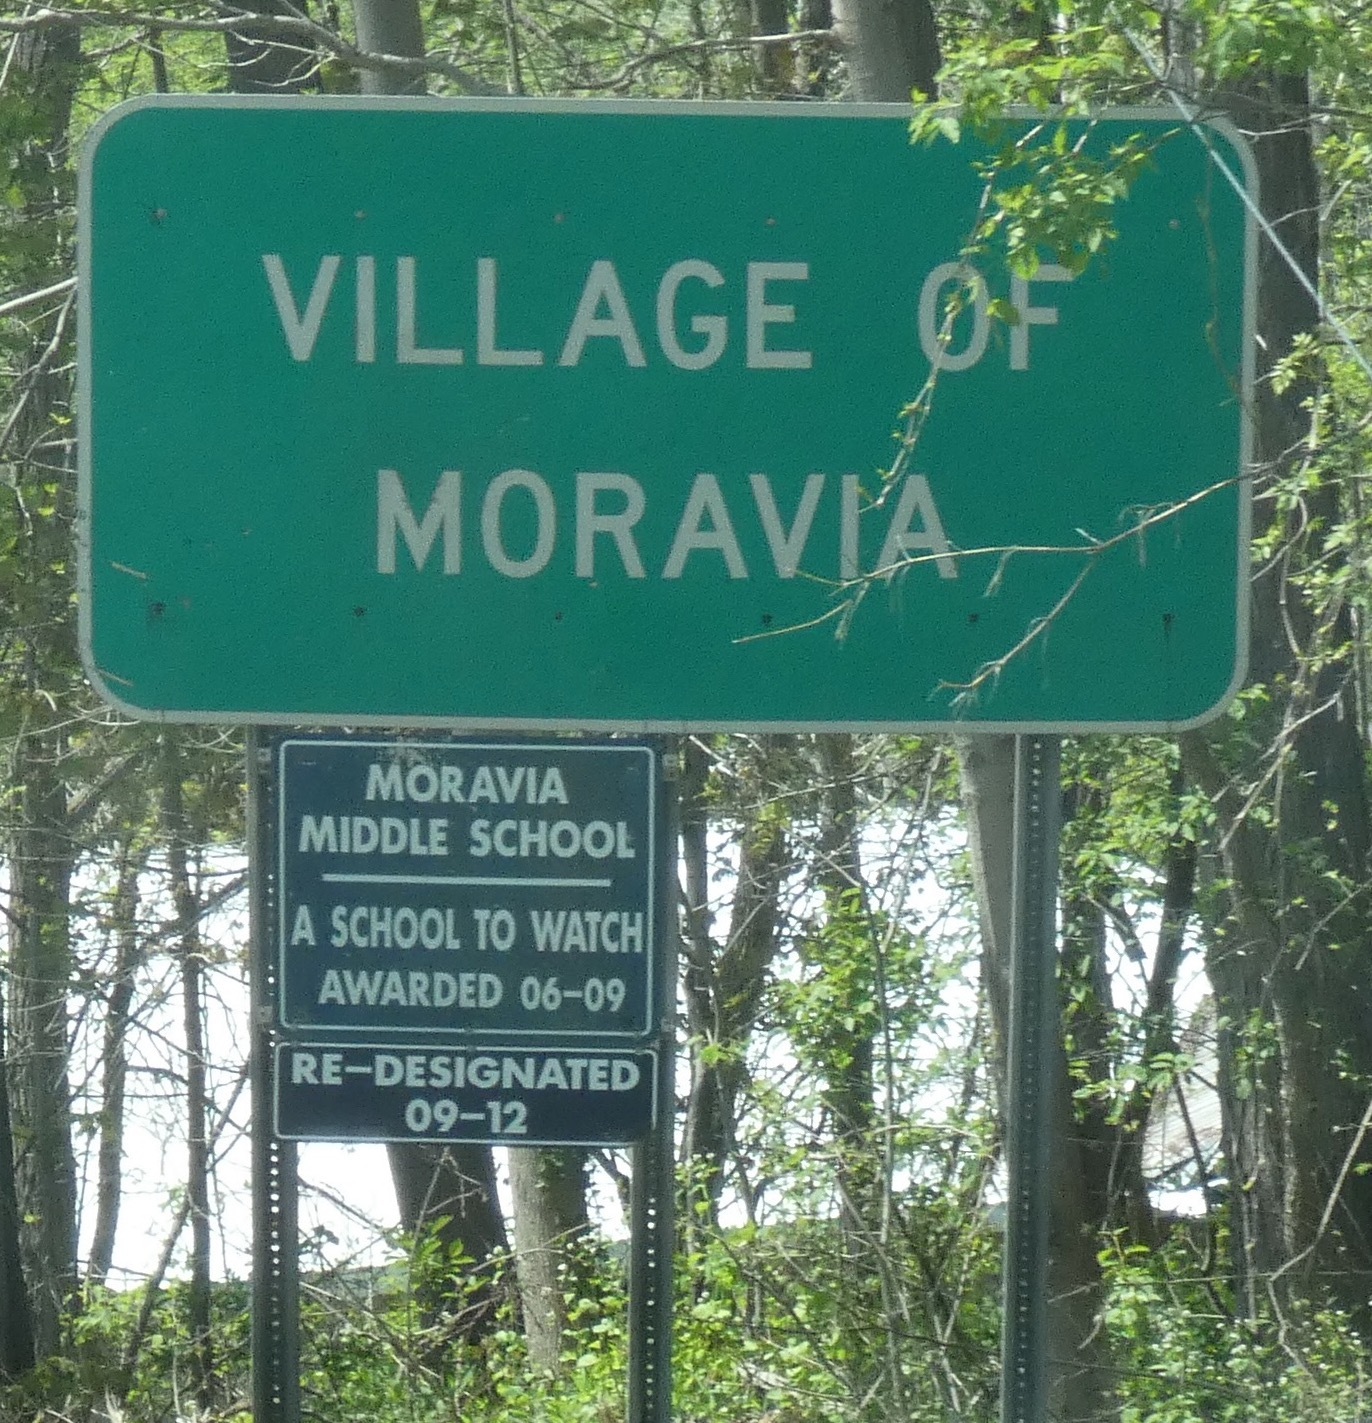 VILLAGE OF
MORAVIA
MORAVIA
MIDDLE SCHOOL
A SCHOOL TO WATCH
AWARDED 06-09
RE-DESIGNATED
09-12